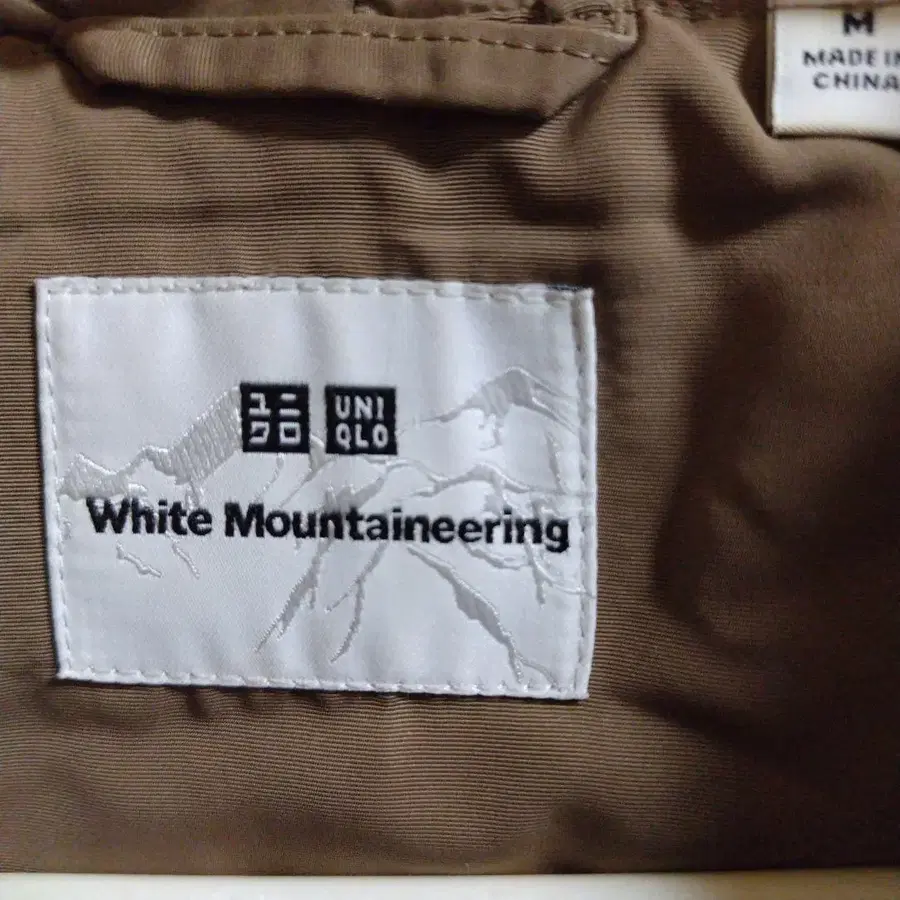 M
MADE IN
CHINA
ユニ
クロ
UNI
QLO
White Mountaineering